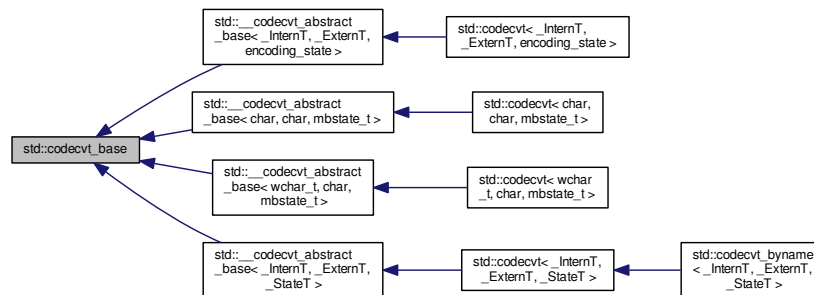 std::__codecvt_abstract
_base< _InternT, _ExternT,
encoding_state >
std::codecvt< _InternT,
_ExternT, encoding_state >
std::__codecvt_abstract
_base< char, char, mbstate_t >
std::codecvt< char,
char, mbstate_t >
std::codecvt_base
std::__codecvt_abstract
_base< wchar_t, char,
mbstate_t >
std::codecvt< wchar
_t, char, mbstate_t >
std::__codecvt_abstract
_base< _InternT, _ExternT,
_StateT >
std::codecvt< _InternT,
_ExternT, _StateT >
std::codecvt_byname
< _InternT, _ExternT,
_StateT >